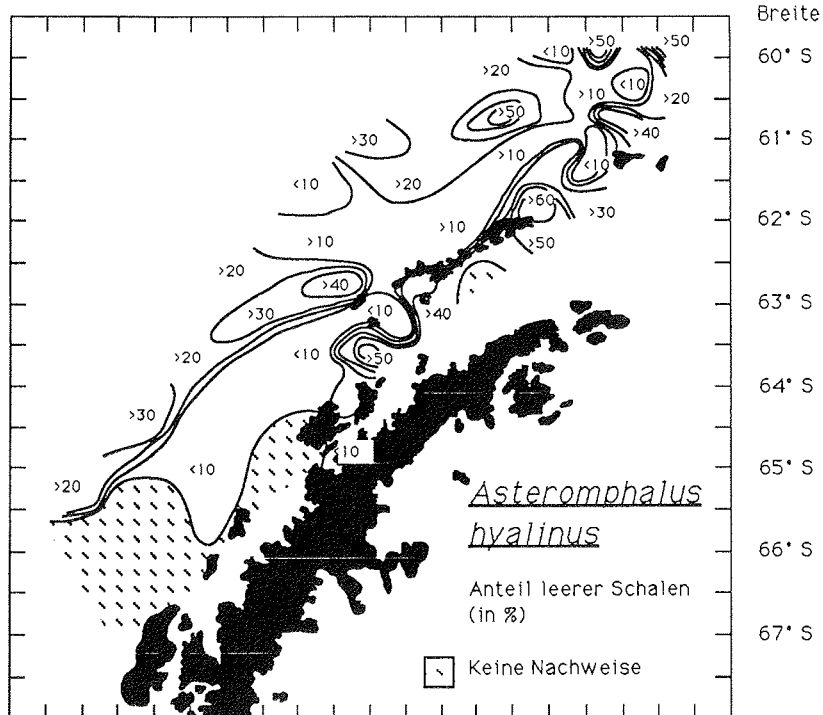 Breite
<10 >50 >50
60° S
>20
<10
>10 >20
>50
>40
61° S
>30 >10 <10
<10 >20
>60 >30
62° S
>10 >10
>50
>20
>40
63° S
>30 <10 >40
>20 <10 >50
64° S
>30
<10
<10
65° S
>20
Asteromphalus
hyalinus
66° S
Anteil leerer Schalen
(in %)
67° S
Keine Nachweise